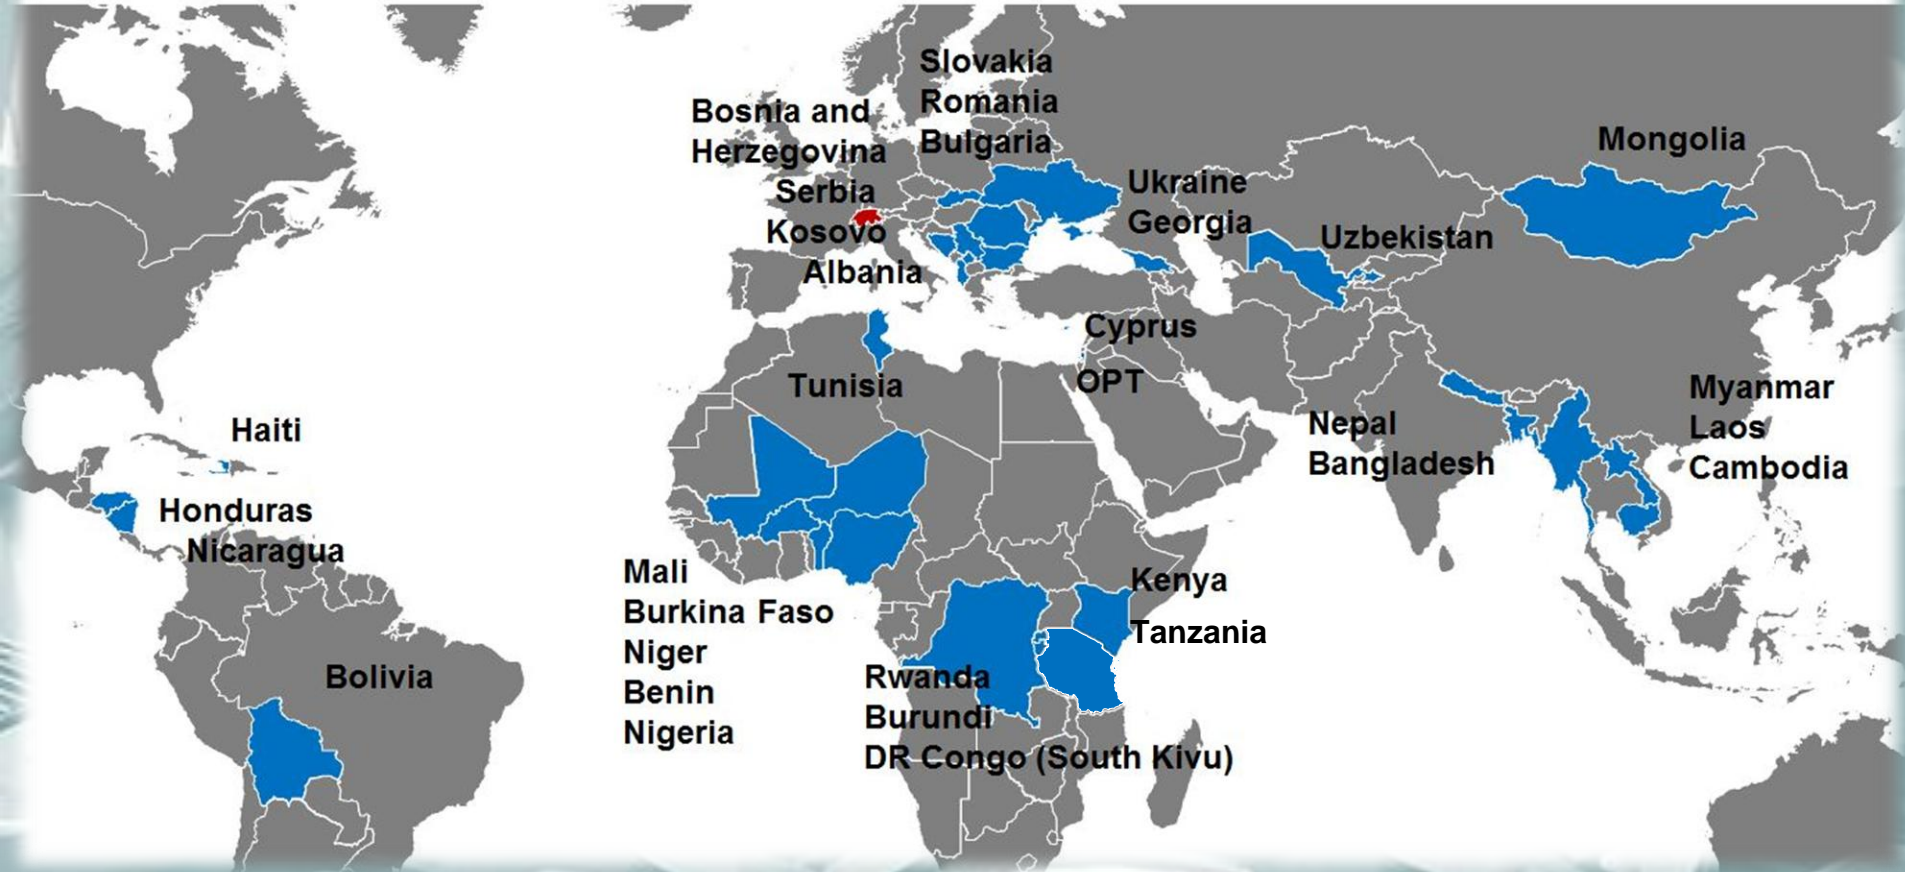 Slovakia
Romania
Bulgaria
Bosnia and
Herzegovina
Serbia
Kosovo
Albania
Ukraine
Georgia
Uzbekistan
Mongolia
Cyprus
OPT
Tunisia
Nepal
Bangladesh
Myanmar
Laos
Cambodia
Haiti
Honduras
Nicaragua
Bolivia
Mali
Burkina Faso
Niger
Benin
Nigeria
Kenya
Tanzania
Rwanda
Burundi
DR Congo (South Kivu)